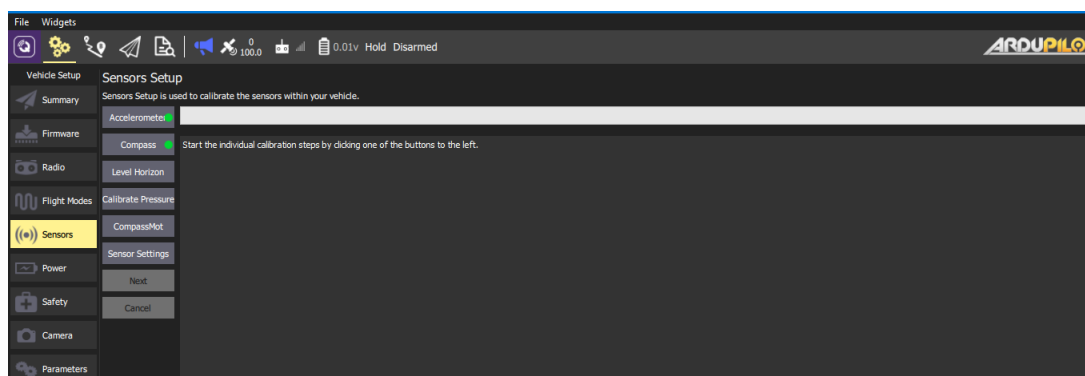 File Widgets
0
100.0
0.01v Hold Disarmed
ARDUPILO
Vehicle Setup
Summary
Firmware
Radio
Flight Modes
Sensors
Power
Safety
Camera
Parameters
Sensors Setup
Sensors Setup is used to calibrate the sensors within your vehicle.
Accelerometer
Compass
Level Horizon
Calibrate Pressure
CompassMot
Sensor Settings
Next
Cancel
Start the individual calibration steps by clicking one of the buttons to the left.